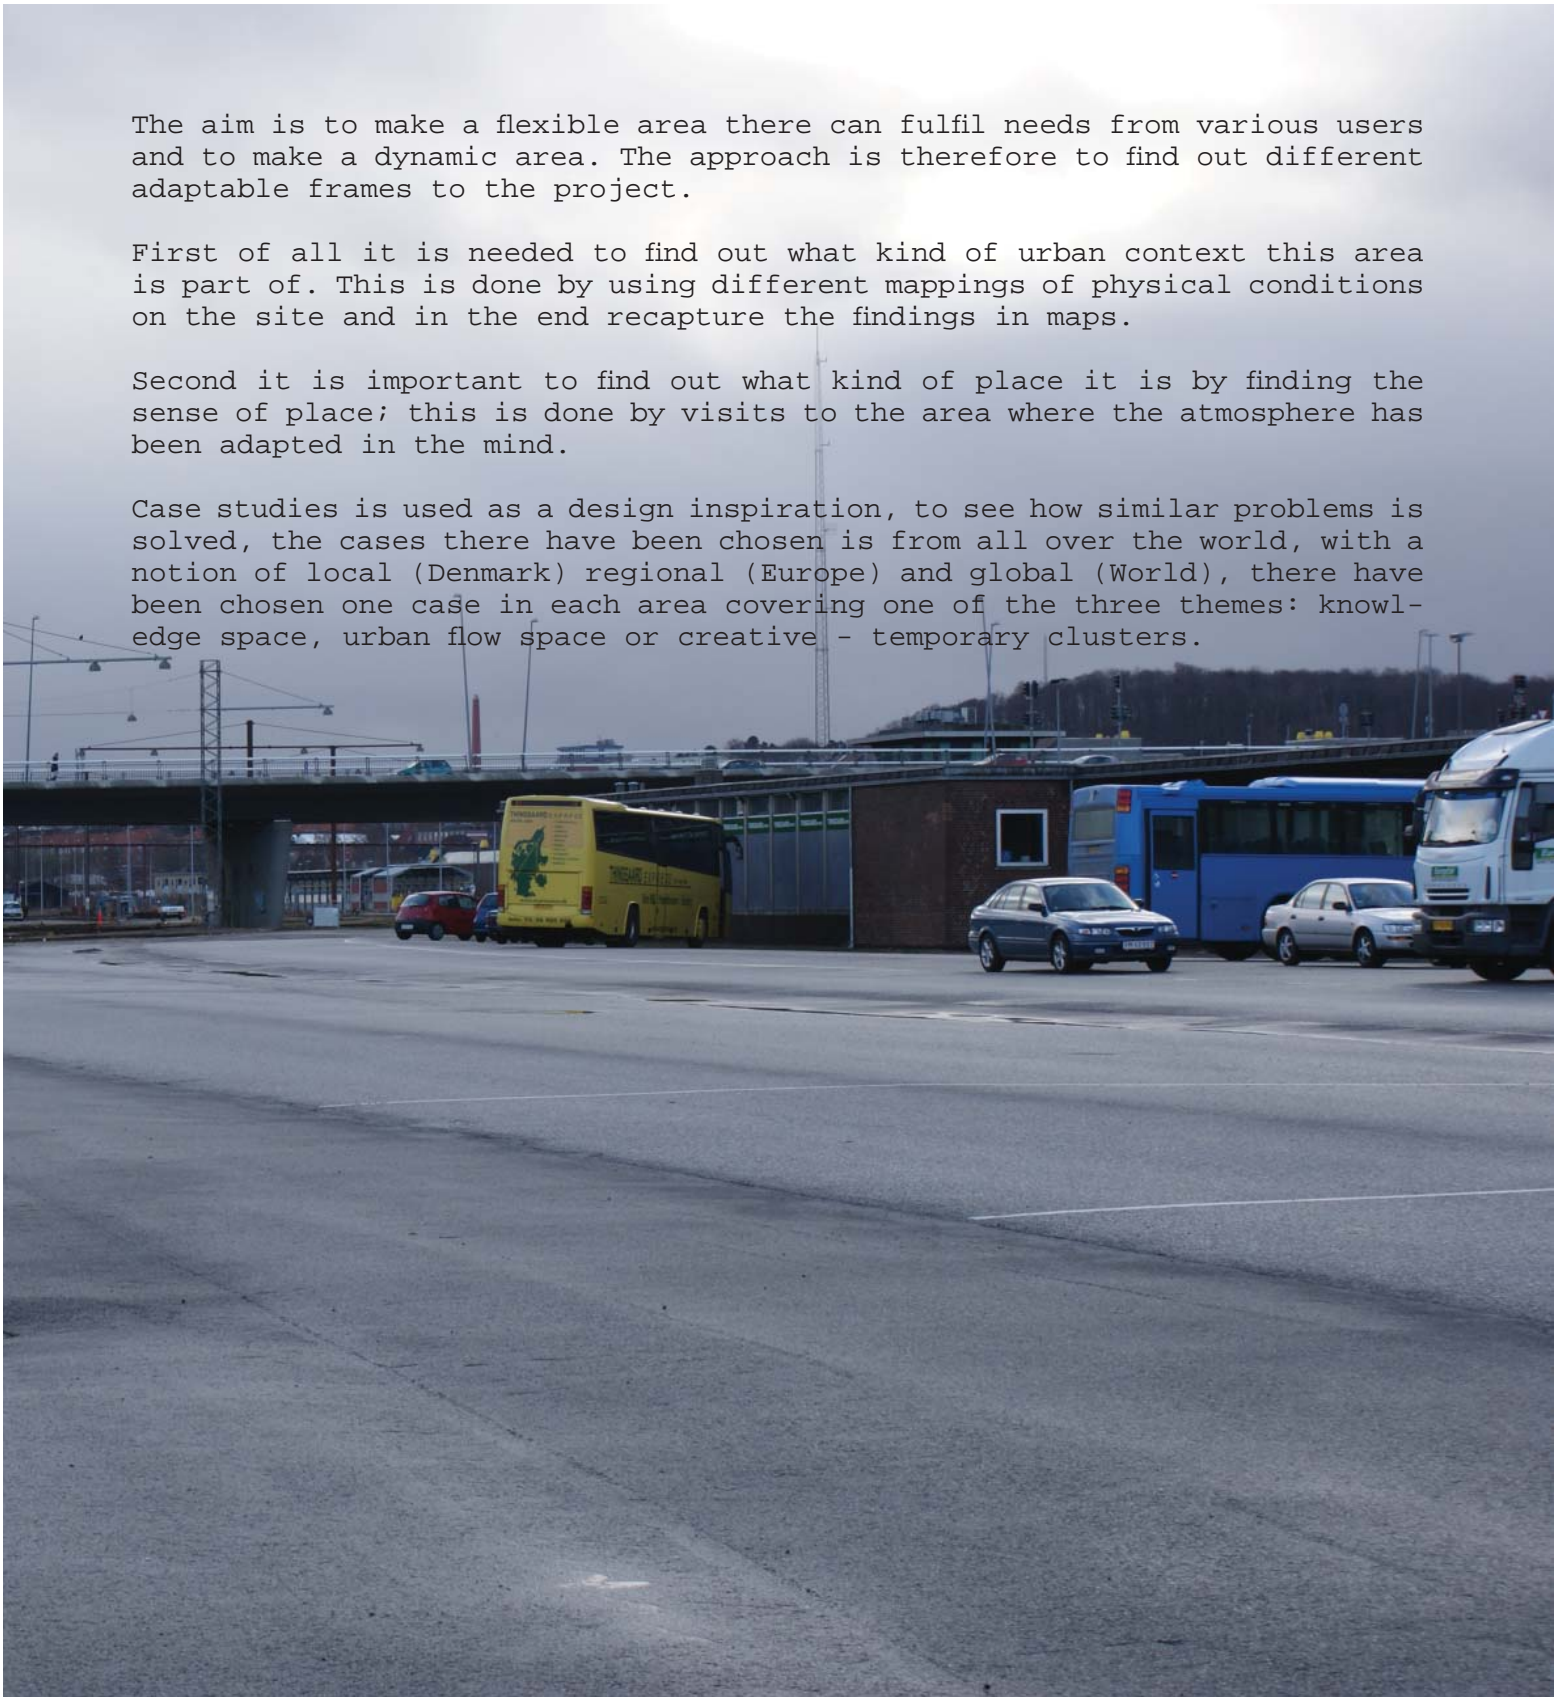 The aim is to make a flexible area there can fulfil needs from various users
and to make a dynamic area. The approach is therefore to find out different
adaptable frames to the project.
First of all it is needed to find out what kind of urban context this area
is part of. This is done by using different mappings of physical conditions
on the site and in the end recapture the findings in maps.
Second it is important to find out what kind of place it is by finding the
sense of place; this is done by visits to the area where the atmosphere has
been adapted in the mind.
Case studies is used as a design inspiration, to see how similar problems is
solved, the cases there have been chosen is from all over the world, with a
notion of local (Denmark) regional (Europe) and global (World), there have
been chosen one case in each area covering one of the three themes: knowl-
edge space, urban flow space or creative - temporary clusters.
THINGGAARD EXPRESS
THINGGAARD EXPRESS